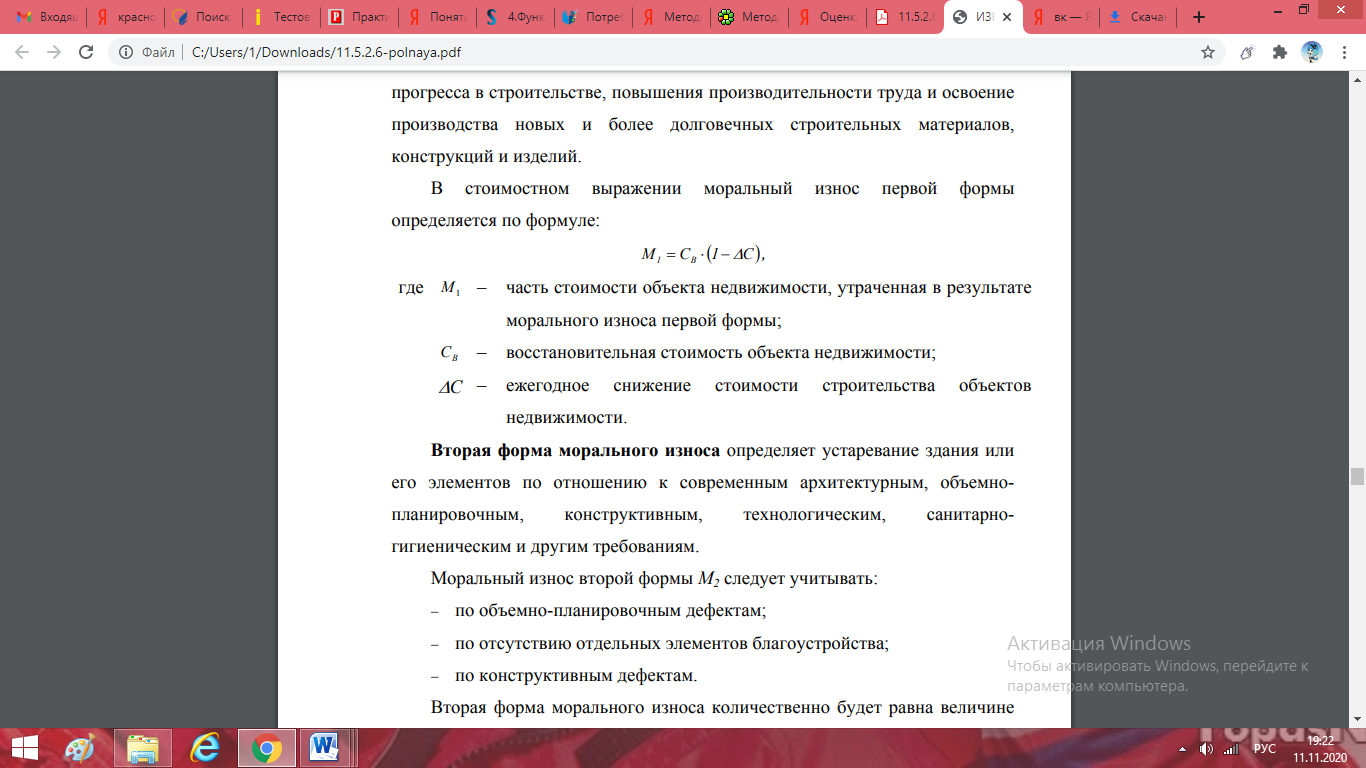 Входящ
красно
Поиск
Тестов
Практи
Понят
4.Функ
Потре
Метод
Метод
Оценк
11.5.2.6
ИЗ
вк — Я
Скача
Файл
C:/Users/1/Downloads/11.5.2.6-polnaya.pdf
прогресса в строительстве, повышения производительности труда и освоение
производства новых и более долговечных строительных материалов,
конструкций и изделий.
В стоимостном выражении моральный износ первой формы
определяется по формуле:
M₁ = C_В · (1 − ΔC),
где M₁ – часть стоимости объекта недвижимости, утраченная в результате
морального износа первой формы;
C_В – восстановительная стоимость объекта недвижимости;
ΔC – ежегодное снижение стоимости строительства объектов
недвижимости.
Вторая форма морального износа определяет устаревание здания или
его элементов по отношению к современным архитектурным, объемно-
планировочным, конструктивным, технологическим, санитарно-
гигиеническим и другим требованиям.
Моральный износ второй формы М₂ следует учитывать:
– по объемно-планировочным дефектам;
– по отсутствию отдельных элементов благоустройства;
– по конструктивным дефектам.
Вторая форма морального износа количественно будет равна величине
Активация Windows
Чтобы активировать Windows, перейдите к
параметрам компьютера.
РУС
19:22
11.11.2020